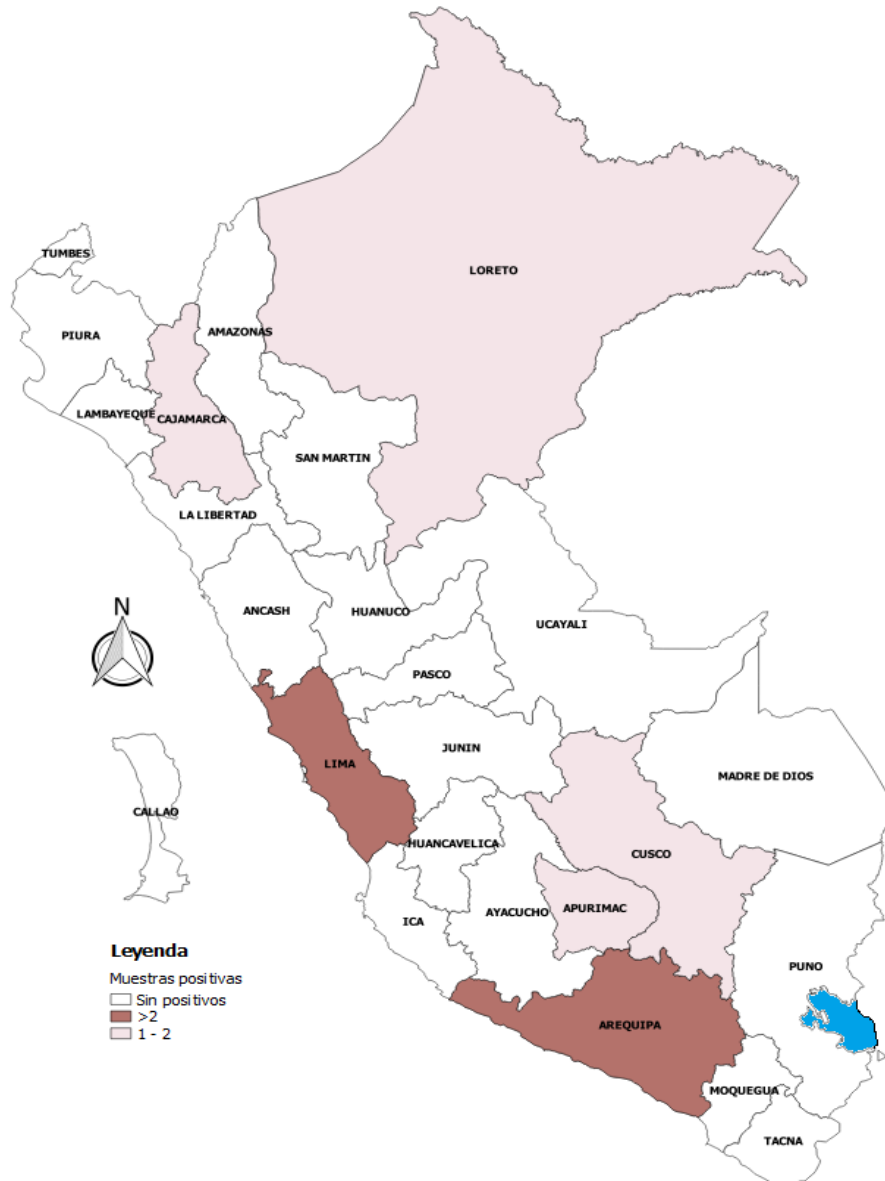 LORETO
TUMBES
AMAZONAS
PIURA
LAMBAYEQUE
CAJAMARCA
SAN MARTIN
LA LIBERTAD
N
ANCASH
HUANUCO
UCAYALI
PASCO
JUNIN
LIMA
MADRE DE DIOS
CALLAO
HUANCAVELICA
CUSCO
ICA
AYACUCHO
APURIMAC
Leyenda
Muestras positivas
Sin positivos
>2
1 - 2
PUNO
AREQUIPA
MOQUEGUA
TACNA